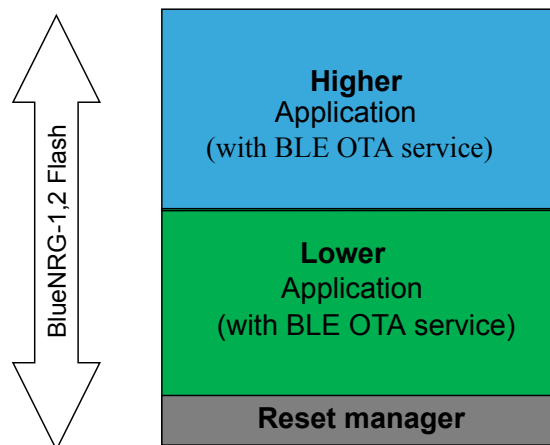 BlueNRG-1,2 Flash
Higher
Application
(with BLE OTA service)
Lower
Application
(with BLE OTA service)
Reset manager